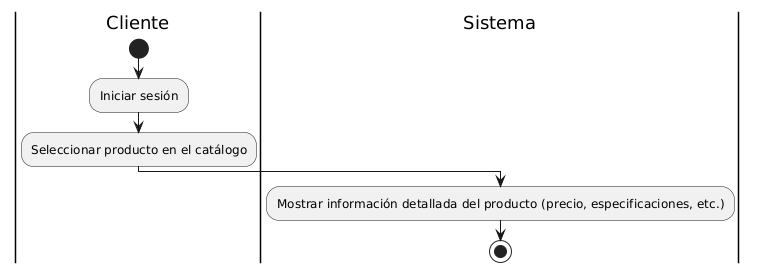 Cliente
Sistema
Iniciar sesión
Seleccionar producto en el catálogo
Mostrar información detallada del producto (precio, especificaciones, etc.)